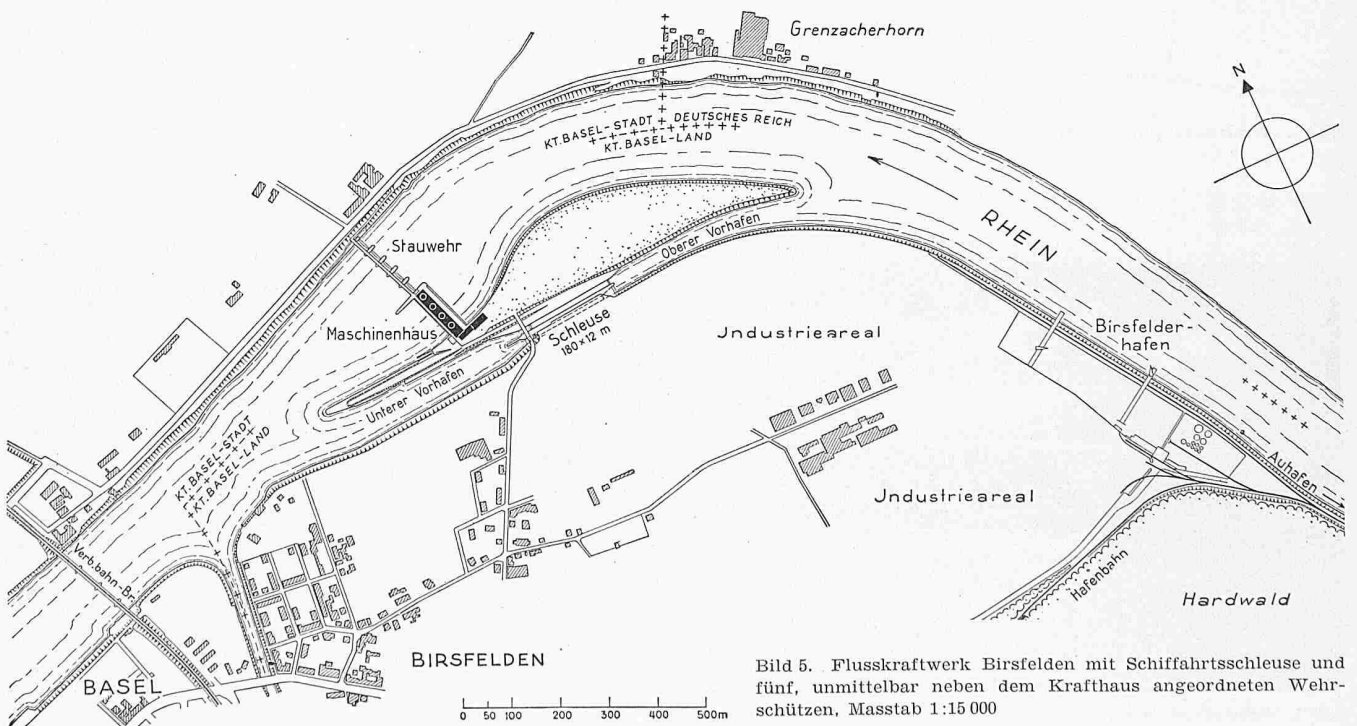 Grenzacherhorn
N
KT. BASEL-STADT + DEUTSCHES REICH
KT. BASEL-LAND
RHEIN
Stauwehr
Oberer Vorhafen
Maschinenhaus
Schleuse
180 × 12 m
Jndustrieareal
Birsfelder-
hafen
Unterer Vorhafen
KT. BASEL-STADT
KT. BASEL-LAND
Jndustrieareal
Auhafen
Verb.bahn-Br.
Hafenbahn
Hardwald
BIRSFELDEN
BASEL
0 50 100 200 300 400 500m
Bild 5. Flusskraftwerk Birsfelden mit Schiffahrtsschleuse und
fünf, unmittelbar neben dem Krafthaus angeordneten Wehr-
schützen, Masstab 1:15 000